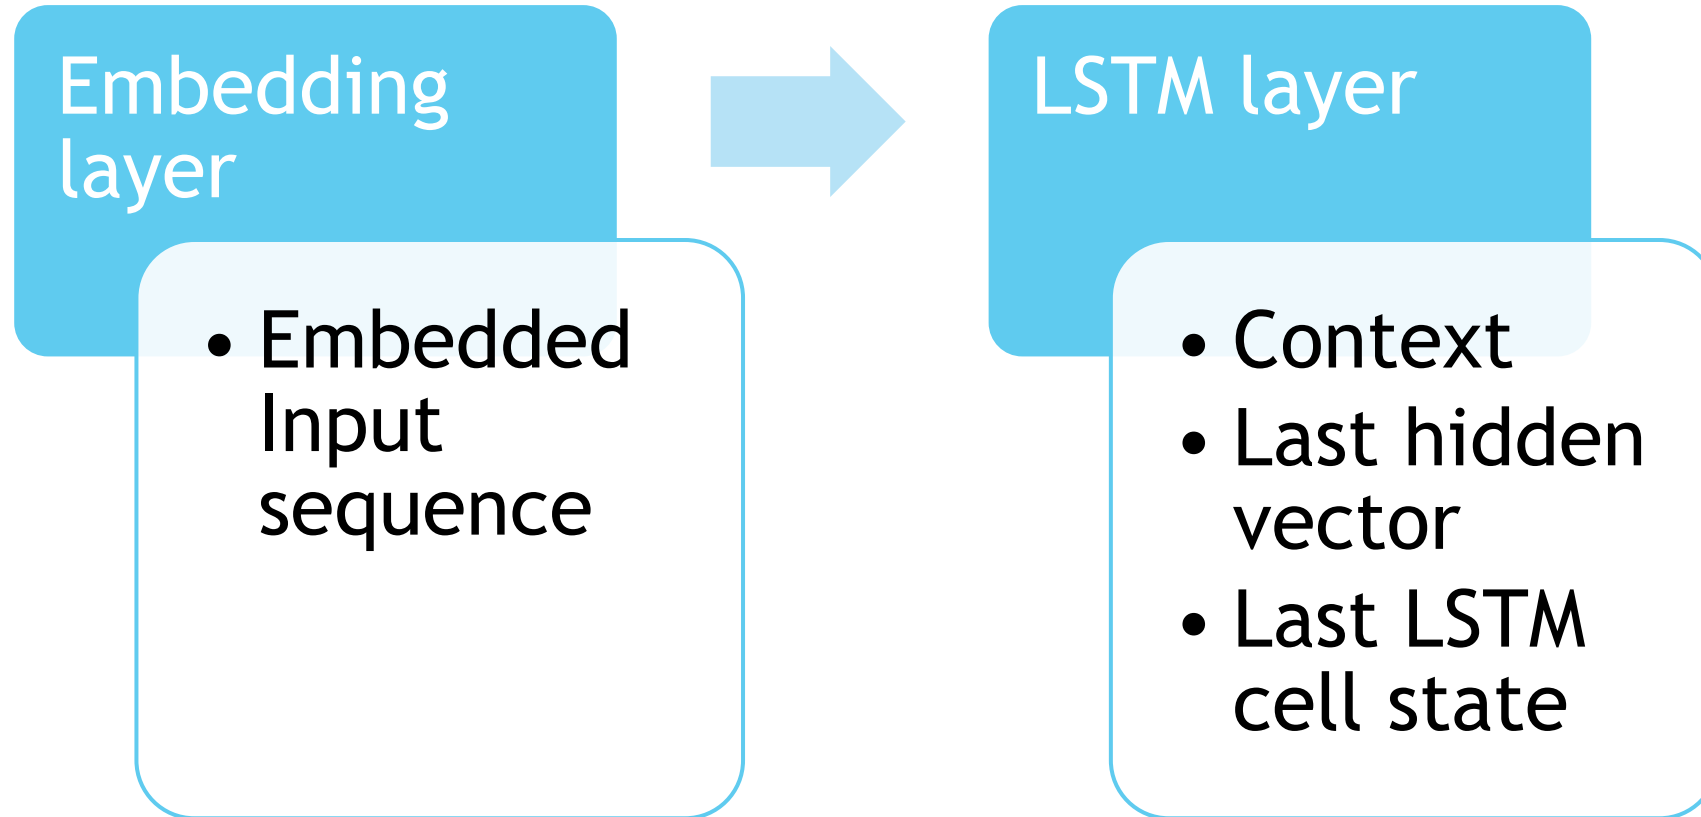 Embedding
layer
• Embedded
Input
sequence
LSTM layer
• Context
• Last hidden
vector
• Last LSTM
cell state